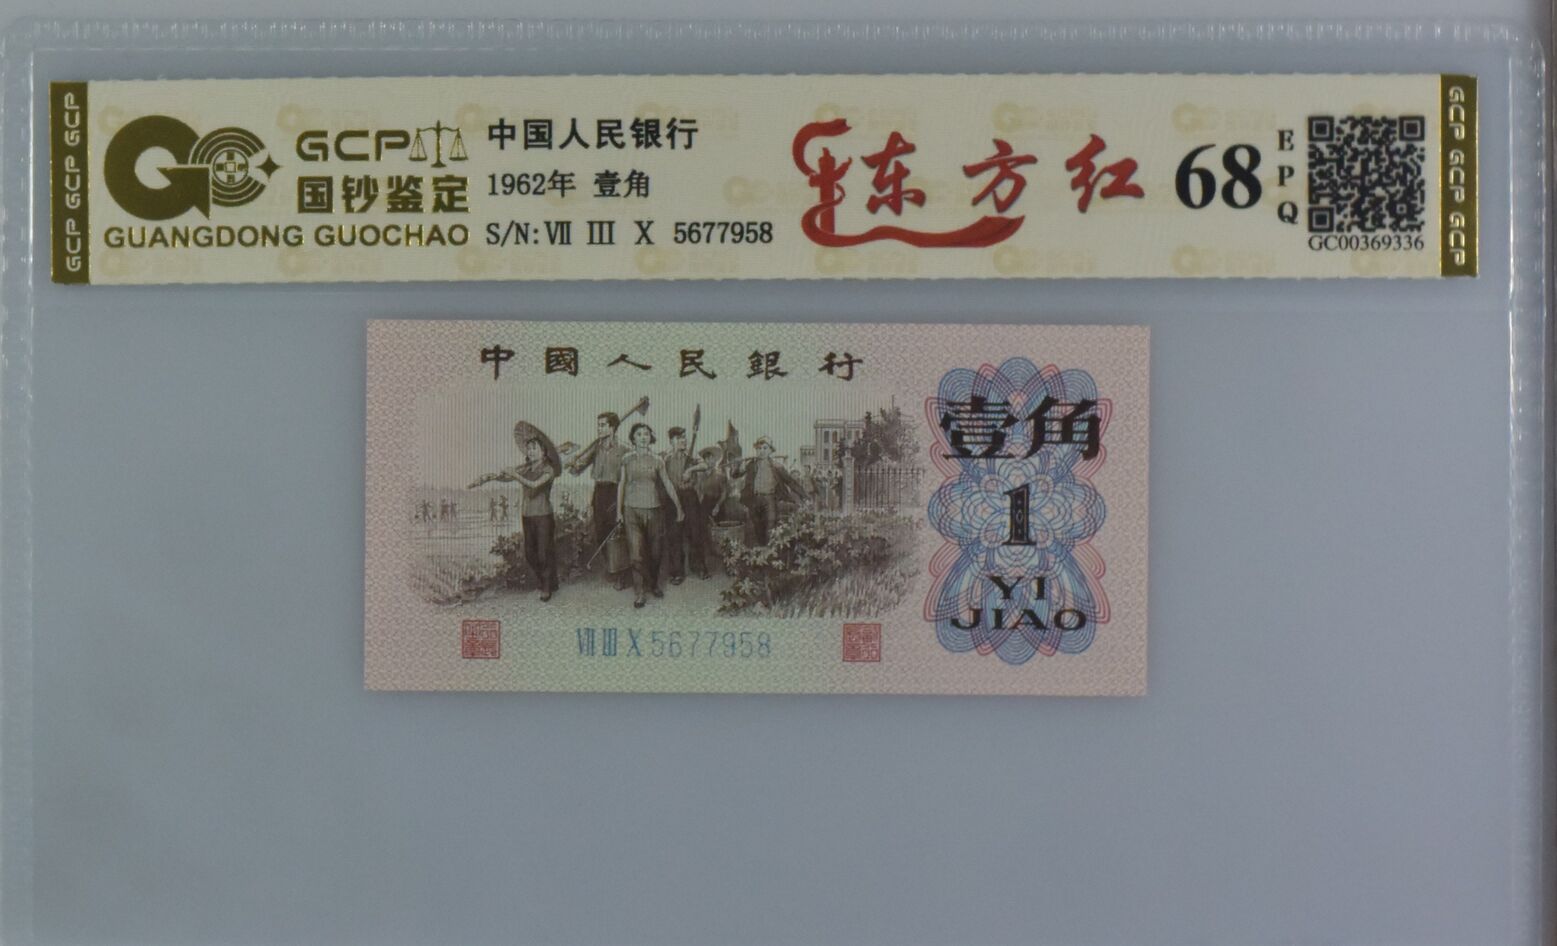 GCP GCP GCP
GCP
国钞鉴定
GUANGDONG GUOCHAO
中国人民银行
1962年 壹角
S/N: Ⅶ Ⅲ Ⅹ 5677958
东方红
68
EPQ
GC00369336
GCP GCP GCP
中國人民銀行
壹角
1
YI
JIAO
Ⅶ Ⅲ Ⅹ 5677958